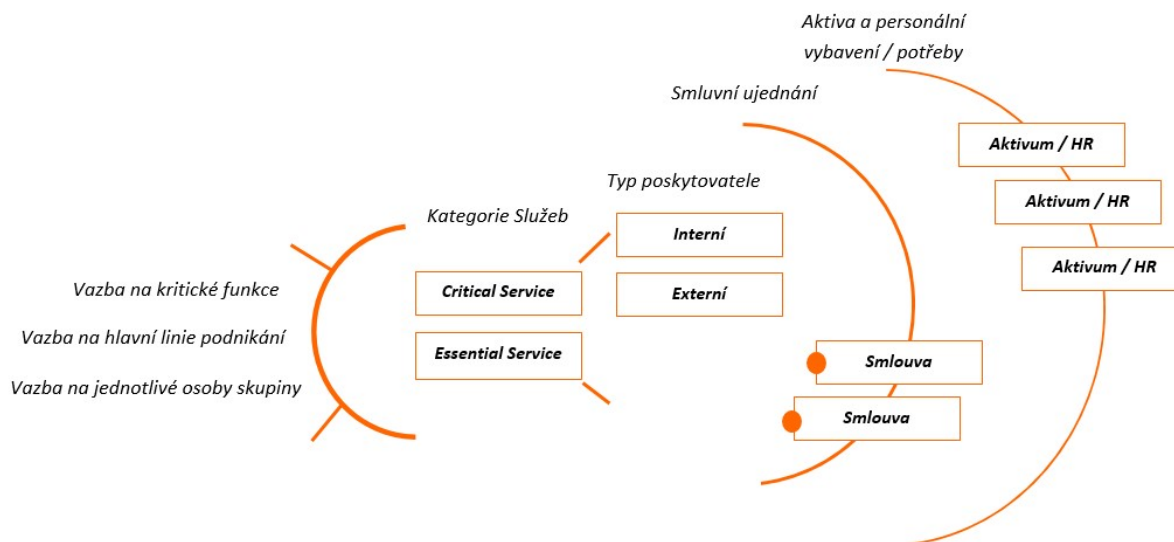 Aktiva a personální
vybavení / potřeby
Smluvní ujednání
Aktivum / HR
Typ poskytovatele
Aktivum / HR
Kategorie Služeb
Interní
Aktivum / HR
Vazba na kritické funkce
Critical Service
Externí
Vazba na hlavní linie podnikání
Essential Service
Smlouva
Vazba na jednotlivé osoby skupiny
Smlouva